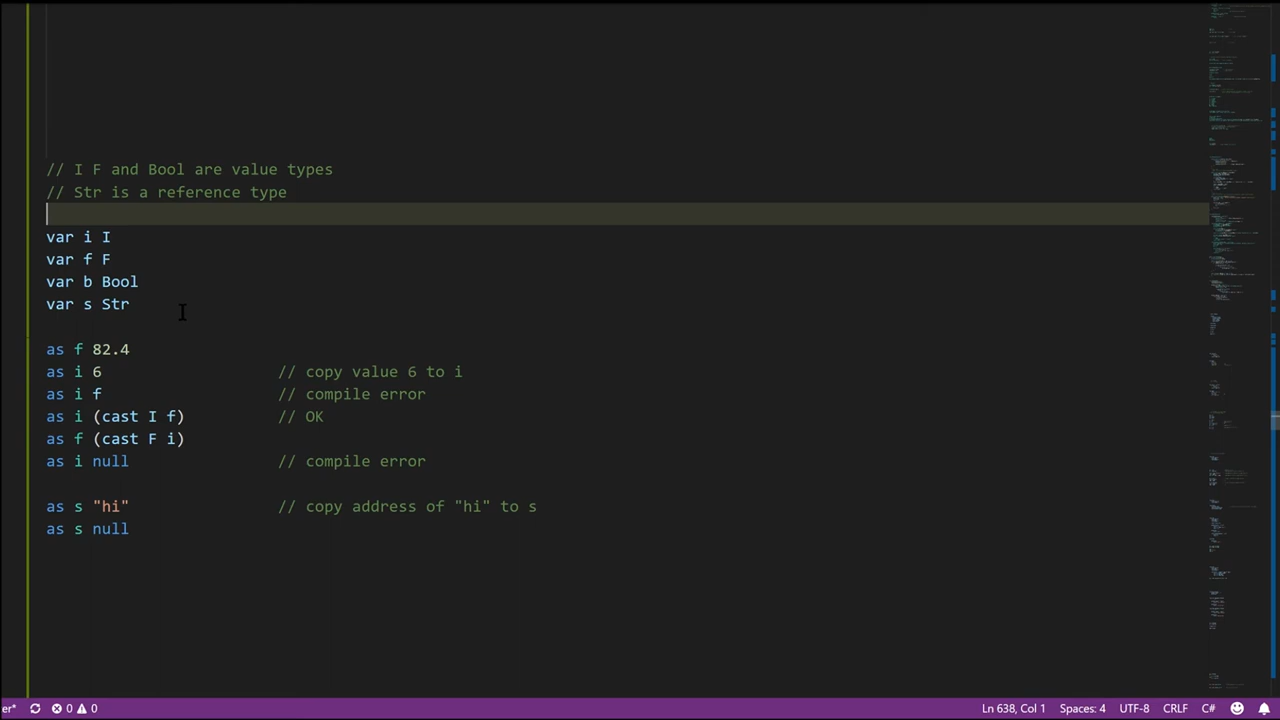 // I F and Bool are value types
// Str is a reference type
var i I
var f F
var b Bool
var s Str
as f 82.4
as i 6 // copy value 6 to i
as i f // compile error
as i (cast I f) // OK
as f (cast F i)
as i null // compile error
as s "hi" // copy address of "hi" to s
as s null
er* 0 0 Ln 638, Col 1 Spaces: 4 UTF-8 CRLF C#